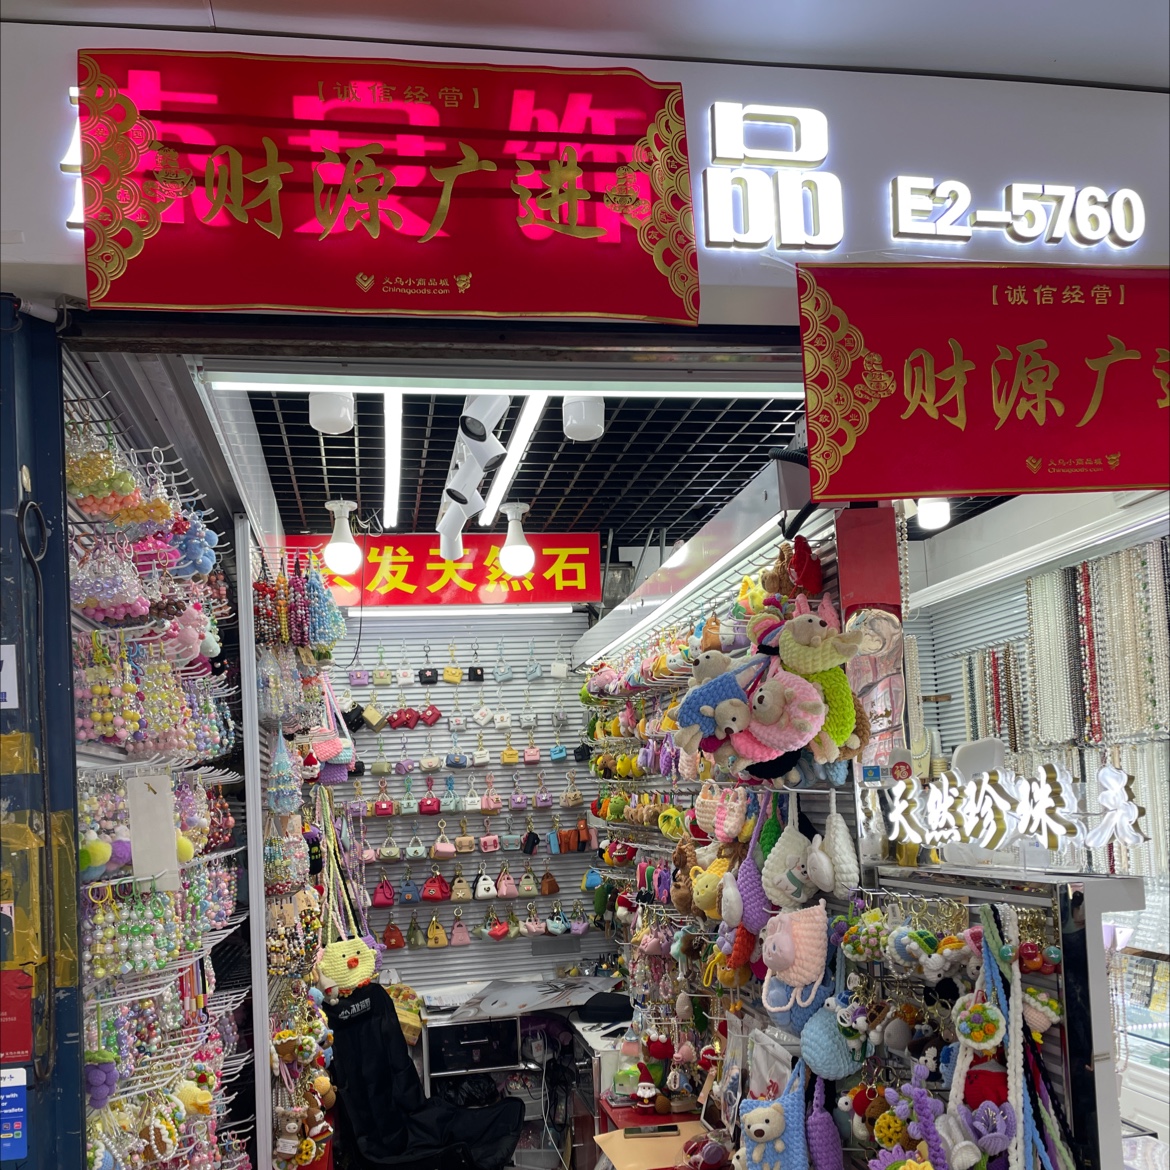 【诚信经营】
财源广进
义乌小商品城
Chinagoods.com
饰品
E2-5760
【诚信经营】
财源广进
义乌小商品城
Chinagoods.com
发天然石
天然珍珠